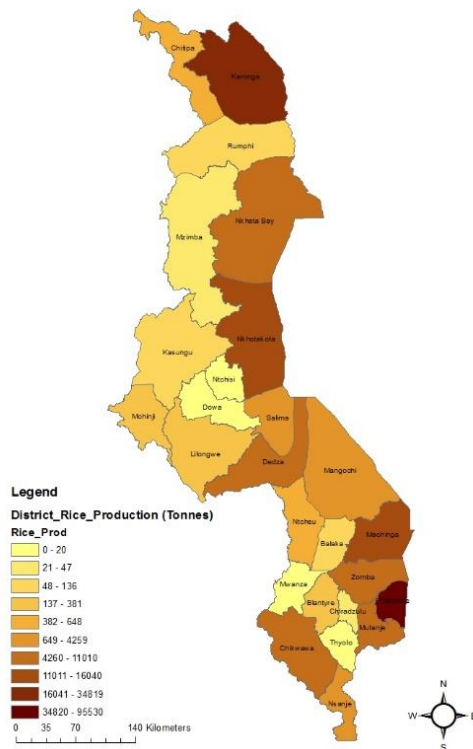 Chitipa
Karonga
Rumphi
Nkhata Bay
Mzimba
Nkhotakota
Kasungu
Ntchisi
Dowa
Mchinji
Salima
Lilongwe
Dedza
Mangochi
Ntcheu
Balaka
Machinga
Mwanza
Zomba
Blantyre
Chiradzulu
Mulanje
Thyolo
Chikwawa
Nsanje
Legend
District_Rice_Production (Tonnes)
Rice_Prod
0 - 20
21 - 47
48 - 136
137 - 381
382 - 648
649 - 4259
4260 - 11010
11011 - 16040
16041 - 34819
34820 - 95530
0 35 70 140 Kilometers
N
W E
S